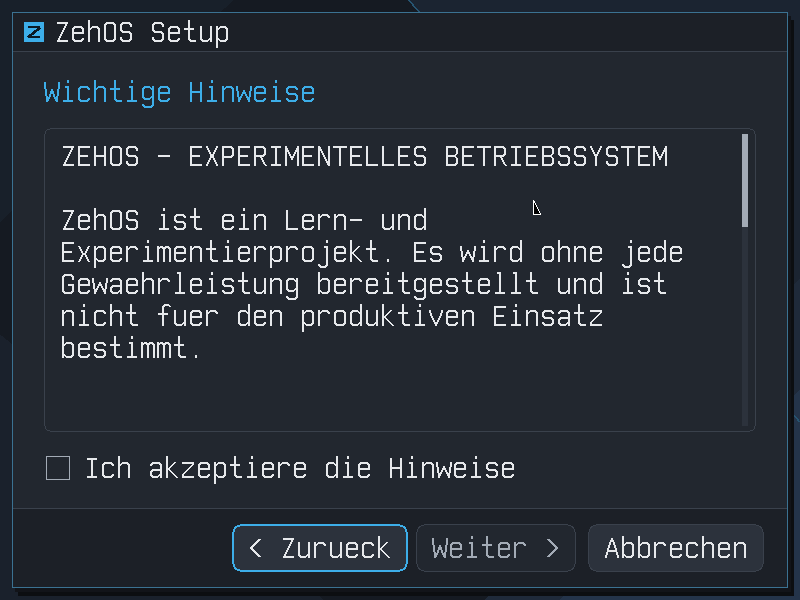 Z ZehOS Setup
Wichtige Hinweise
ZEHOS - EXPERIMENTELLES BETRIEBSSYSTEM
ZehOS ist ein Lern- und
Experimentierprojekt. Es wird ohne jede
Gewaehrleistung bereitgestellt und ist
nicht fuer den produktiven Einsatz
bestimmt.
Ich akzeptiere die Hinweise
< Zurueck Weiter > Abbrechen